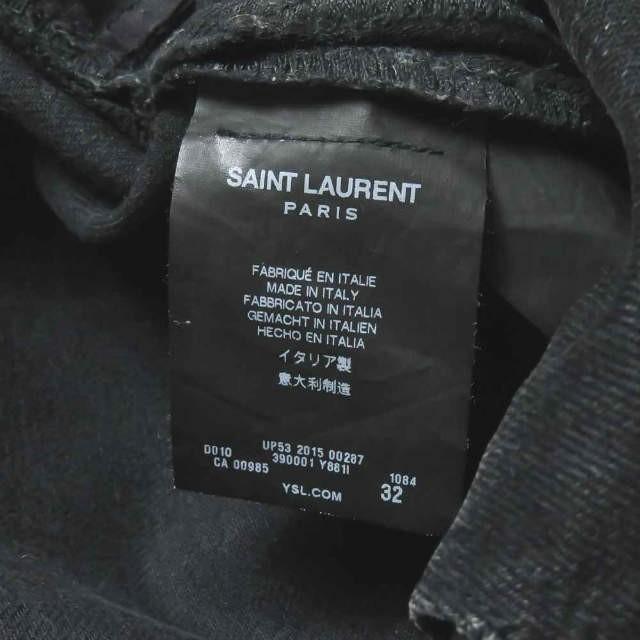 SAINT LAURENT
PARIS
FABRIQUÉ EN ITALIE
MADE IN ITALY
FABBRICATO IN ITALIA
GEMACHT IN ITALIEN
HECHO EN ITALIA
イタリア製
意大利制造
D010 UP53 2015 00287
CA 00985 390001 Y881I 1084
YSL.COM 32